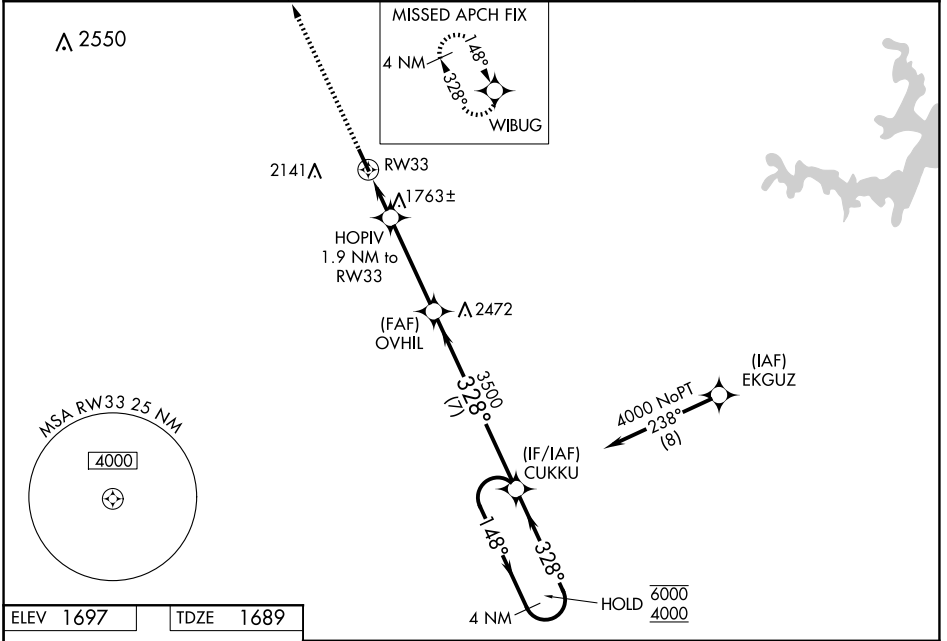 MISSED APCH FIX
2550
4 NM
148°
328°
WIBUG
2141
RW33
1763±
HOPIV
1.9 NM to
RW33
2472
(FAF)
OVHIL
3500
328°
(7)
(IAF)
EKGUZ
4000 NoPT
238°
(8)
MSA RW33 25 NM
4000
(IF/IAF)
CUKKU
148°
328°
4 NM
HOLD
6000
4000
ELEV 1697
TDZE 1689